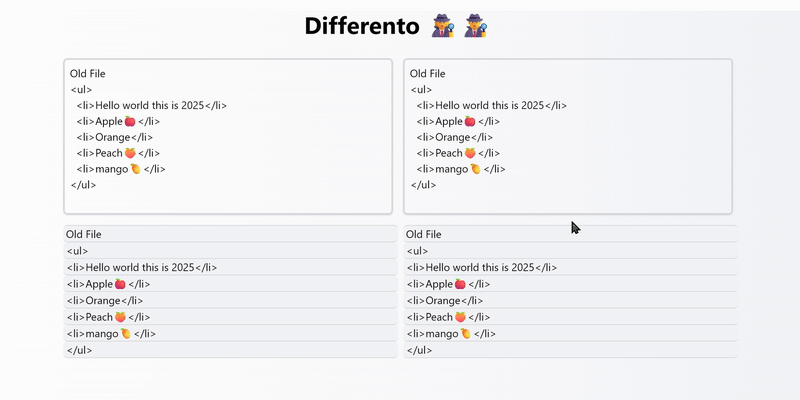 Differento 🕵️ 🕵️
Old File
<ul>
  <li>Hello world this is 2025</li>
  <li>Apple🍎 </li>
  <li>Orange</li>
  <li>Peach 🍑 </li>
  <li>mango 🥭 </li>
</ul>
Old File
<ul>
  <li>Hello world this is 2025</li>
  <li>Apple🍎 </li>
  <li>Orange</li>
  <li>Peach 🍑 </li>
  <li>mango 🥭 </li>
</ul>
Old File
<ul>
<li>Hello world this is 2025</li>
<li>Apple🍎 </li>
<li>Orange</li>
<li>Peach 🍑 </li>
<li>mango 🥭 </li>
</ul>
Old File
<ul>
<li>Hello world this is 2025</li>
<li>Apple🍎 </li>
<li>Orange</li>
<li>Peach 🍑 </li>
<li>mango 🥭 </li>
</ul>